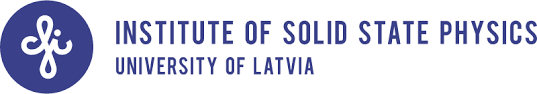 INSTITUTE OF SOLID STATE PHYSICS
UNIVERSITY OF LATVIA